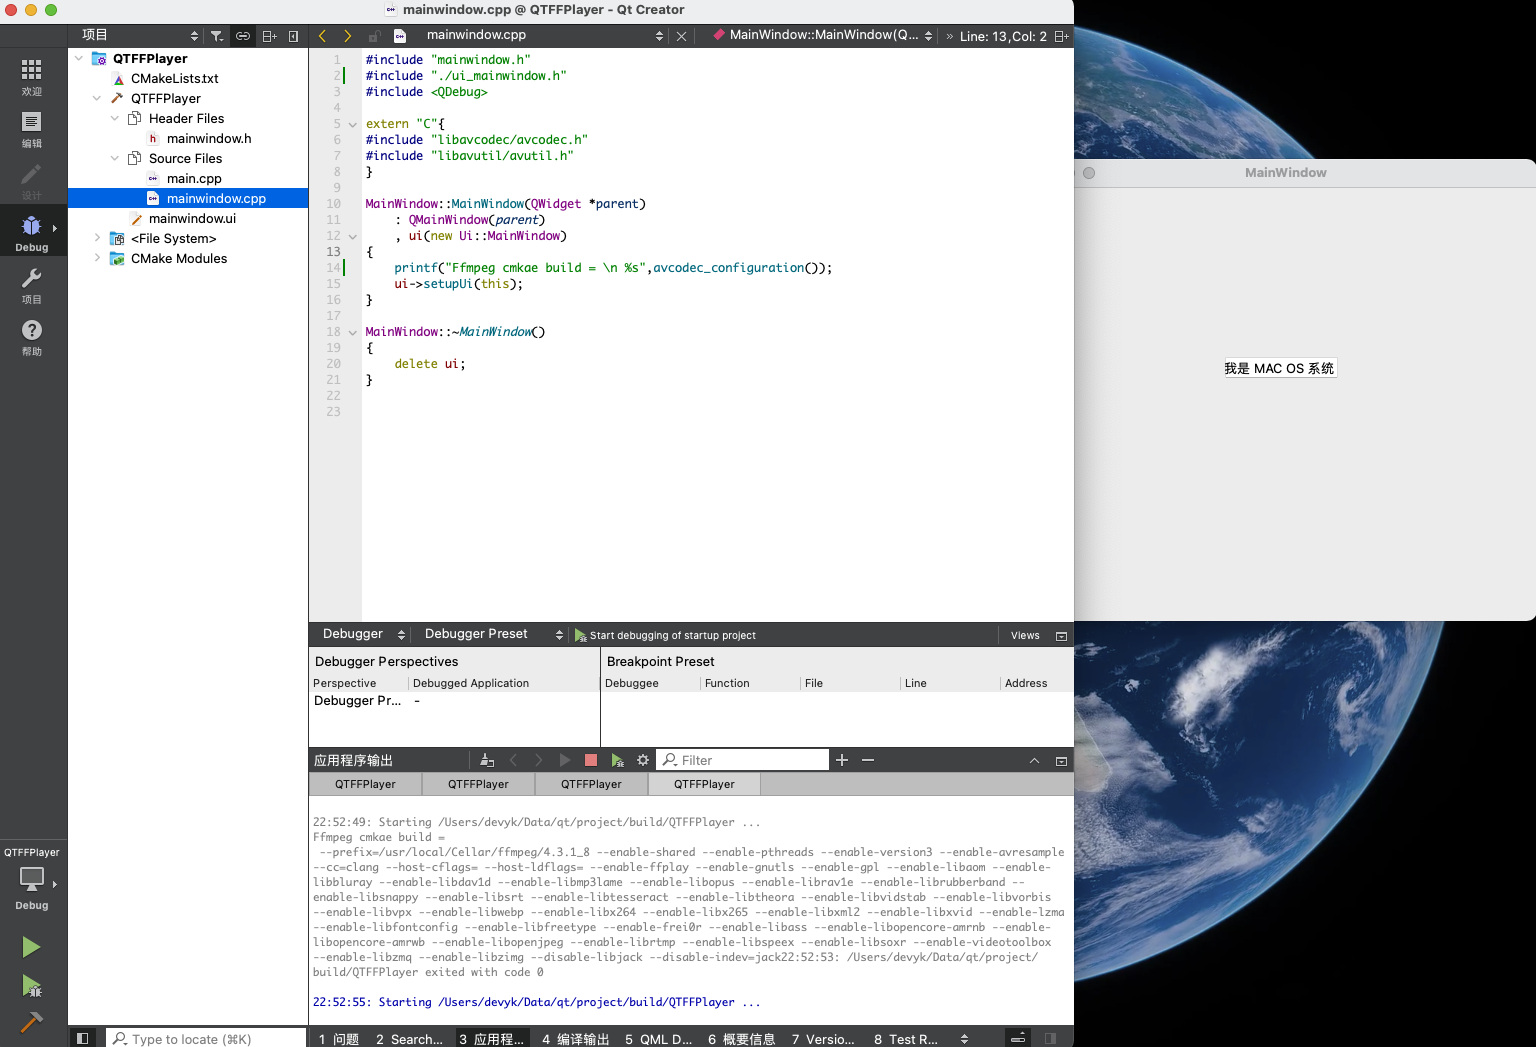 mainwindow.cpp @ QTFFPlayer - Qt Creator
项目
mainwindow.cpp
MainWindow::MainWindow(Q...
» Line: 13,Col: 2
欢迎
编辑
设计
Debug
项目
帮助
QTFFPlayer
CMakeLists.txt
QTFFPlayer
Header Files
mainwindow.h
Source Files
main.cpp
mainwindow.cpp
mainwindow.ui
<File System>
CMake Modules
1 #include "mainwindow.h"
2 #include "./ui_mainwindow.h"
3 #include <QDebug>
4
5 extern "C"{
6 #include "libavcodec/avcodec.h"
7 #include "libavutil/avutil.h"
8 }
9
10 MainWindow::MainWindow(QWidget *parent)
11 : QMainWindow(parent)
12 , ui(new Ui::MainWindow)
13 {
14 printf("Ffmpeg cmkae build = \n %s",avcodec_configuration());
15 ui->setupUi(this);
16 }
17
18 MainWindow::~MainWindow()
19 {
20 delete ui;
21 }
22
23
MainWindow
我是 MAC OS 系统
Debugger
Debugger Preset
Start debugging of startup project
Views
Debugger Perspectives
Breakpoint Preset
Perspective Debugged Application
Debuggee Function File Line Address
Debugger Pr... -
应用程序输出
Filter
QTFFPlayer QTFFPlayer QTFFPlayer QTFFPlayer
22:52:49: Starting /Users/devyk/Data/qt/project/build/QTFFPlayer ...
Ffmpeg cmkae build =
--prefix=/usr/local/Cellar/ffmpeg/4.3.1_8 --enable-shared --enable-pthreads --enable-version3 --enable-avresample
--cc=clang --host-cflags= --host-ldflags= --enable-ffplay --enable-gnutls --enable-gpl --enable-libaom --enable-
libbluray --enable-libdav1d --enable-libmp3lame --enable-libopus --enable-librav1e --enable-librubberband --
enable-libsnappy --enable-libsrt --enable-libtesseract --enable-libtheora --enable-libvidstab --enable-libvorbis
--enable-libvpx --enable-libwebp --enable-libx264 --enable-libx265 --enable-libxml2 --enable-libxvid --enable-lzma
--enable-libfontconfig --enable-libfreetype --enable-frei0r --enable-libass --enable-libopencore-amrnb --enable-
libopencore-amrwb --enable-libopenjpeg --enable-librtmp --enable-libspeex --enable-libsoxr --enable-videotoolbox
--enable-libzmq --enable-libzimg --disable-libjack --disable-indev=jack22:52:53: /Users/devyk/Data/qt/project/
build/QTFFPlayer exited with code 0
22:52:55: Starting /Users/devyk/Data/qt/project/build/QTFFPlayer ...
QTFFPlayer
Debug
Type to locate (⌘K)
1 问题 2 Search... 3 应用程... 4 编译输出 5 QML D... 6 概要信息 7 Versio... 8 Test R...